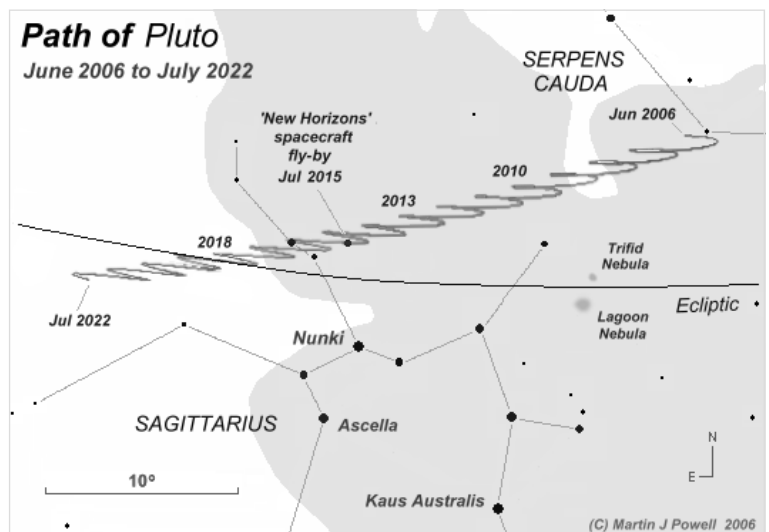 Path of Pluto
June 2006 to July 2022
SERPENS
CAUDA
'New Horizons'
spacecraft
fly-by
Jul 2015
Jun 2006
2010
2013
2018
Trifid
Nebula
Jul 2022
Ecliptic
Lagoon
Nebula
Nunki
SAGITTARIUS
Ascella
N
E
10º
Kaus Australis
(C) Martin J Powell 2006